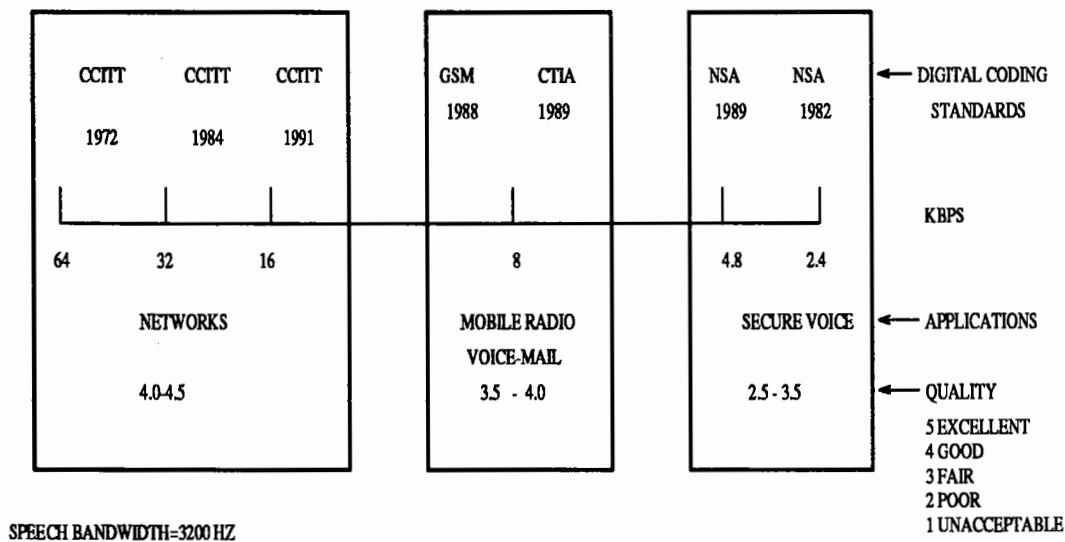 CCITT CCITT CCITT GSM CTIA NSA NSA DIGITAL CODING
1988 1989 1989 1982 STANDARDS
1972 1984 1991
KBPS
64 32 16 8 4.8 2.4
NETWORKS MOBILE RADIO SECURE VOICE APPLICATIONS
VOICE-MAIL
4.0-4.5 3.5 - 4.0 2.5 - 3.5 QUALITY
5 EXCELLENT
4 GOOD
3 FAIR
2 POOR
1 UNACCEPTABLE
SPEECH BANDWIDTH=3200 HZ